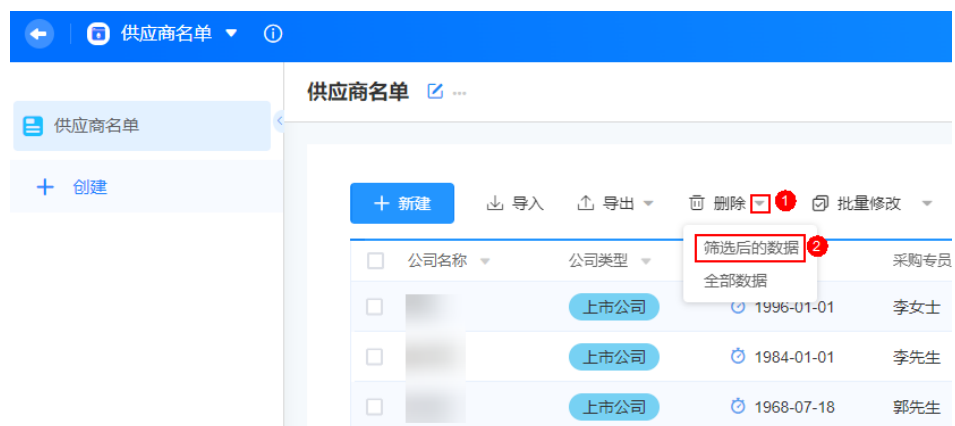 供应商名单
供应商名单
供应商名单
创建
新建 导入 导出 删除 1 批量修改
筛选后的数据 2
全部数据
公司名称 公司类型 采购专员
上市公司 1996-01-01 李女士
上市公司 1984-01-01 李先生
上市公司 1968-07-18 郭先生